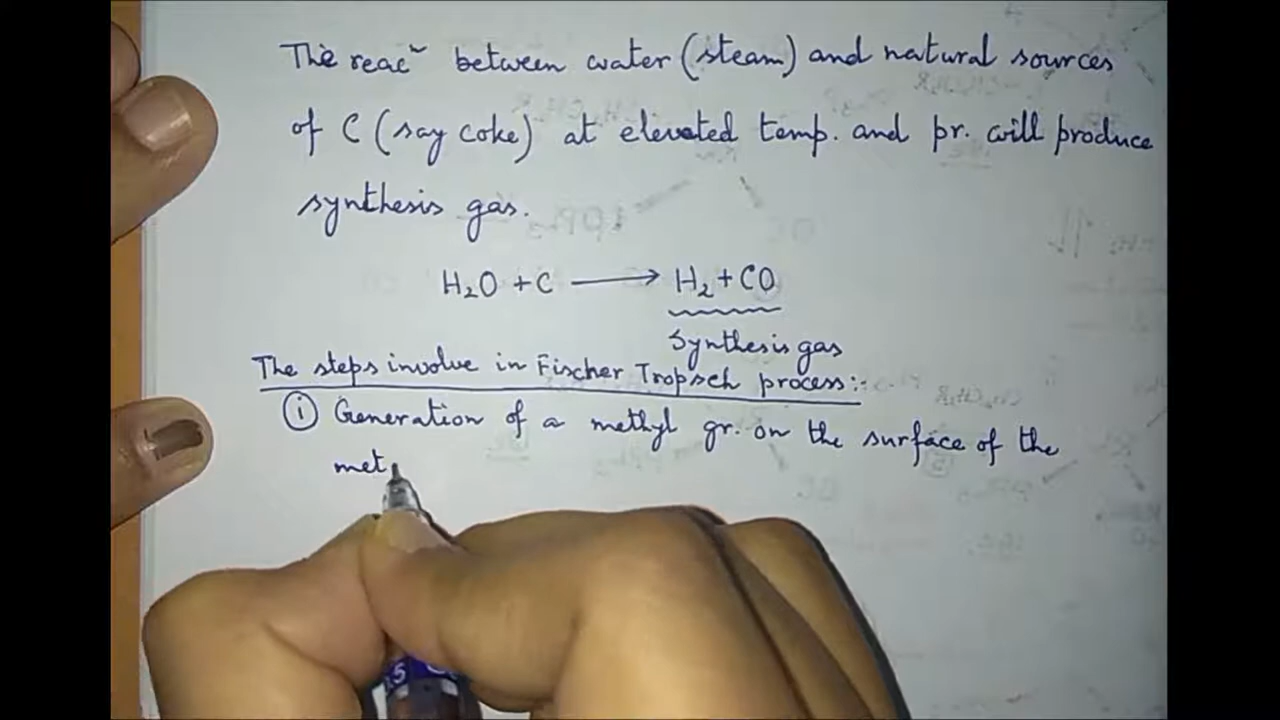 The reacⁿ between water (steam) and natural sources
of C (say coke) at elevated temp. and pr. will produce
synthesis gas.
H₂O + C ⟶ H₂ + CO
Synthesis gas
The steps involve in Fischer Tropsch process:-
(i) Generation of a methyl gr. on the surface of the
met